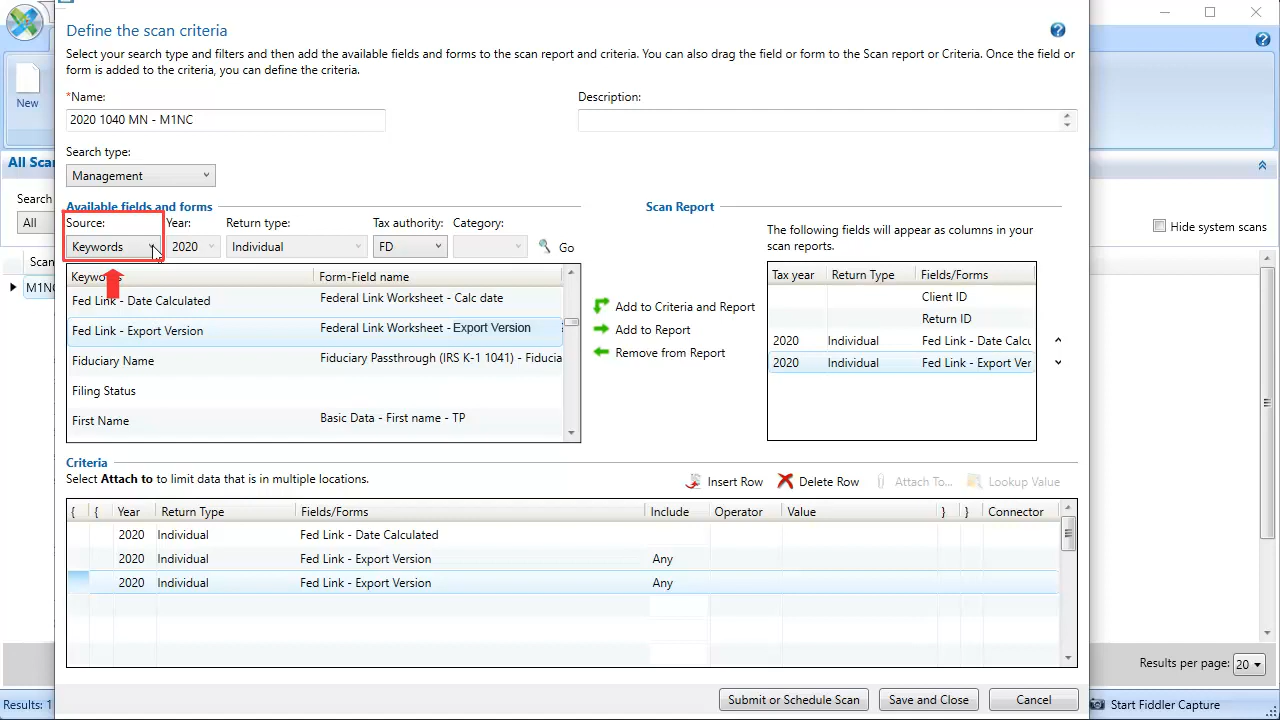 Define the scan criteria
Select your search type and filters and then add the available fields and forms to the scan report and criteria. You can also drag the field or form to the Scan report or Criteria. Once the field or
form is added to the criteria, you can define the criteria.
New
*Name:
Description:
2020 1040 MN - M1NC
Search type:
Management
All Scan
Search
All
Hide system scans
Scan
M1NC
Available fields and forms
Source: Year: Return type: Tax authority: Category:
Keywords 2020 Individual FD Go
Keywords Form-Field name
Fed Link - Date Calculated Federal Link Worksheet - Calc date
Fed Link - Export Version Federal Link Worksheet - Export Version
Fiduciary Name Fiduciary Passthrough (IRS K-1 1041) - Fiducia
Filing Status
First Name Basic Data - First name - TP
Add to Criteria and Report
Add to Report
Remove from Report
Scan Report
The following fields will appear as columns in your
scan reports.
Tax year Return Type Fields/Forms
Client ID
Return ID
2020 Individual Fed Link - Date Calcu
2020 Individual Fed Link - Export Ver
Criteria
Select Attach to to limit data that is in multiple locations.
Insert Row Delete Row Attach To... Lookup Value
{ { Year Return Type Fields/Forms Include Operator Value } } Connector
2020 Individual Fed Link - Date Calculated
2020 Individual Fed Link - Export Version Any
2020 Individual Fed Link - Export Version Any
Results per page: 20
Submit or Schedule Scan Save and Close Cancel
Results: 1
Start Fiddler Capture